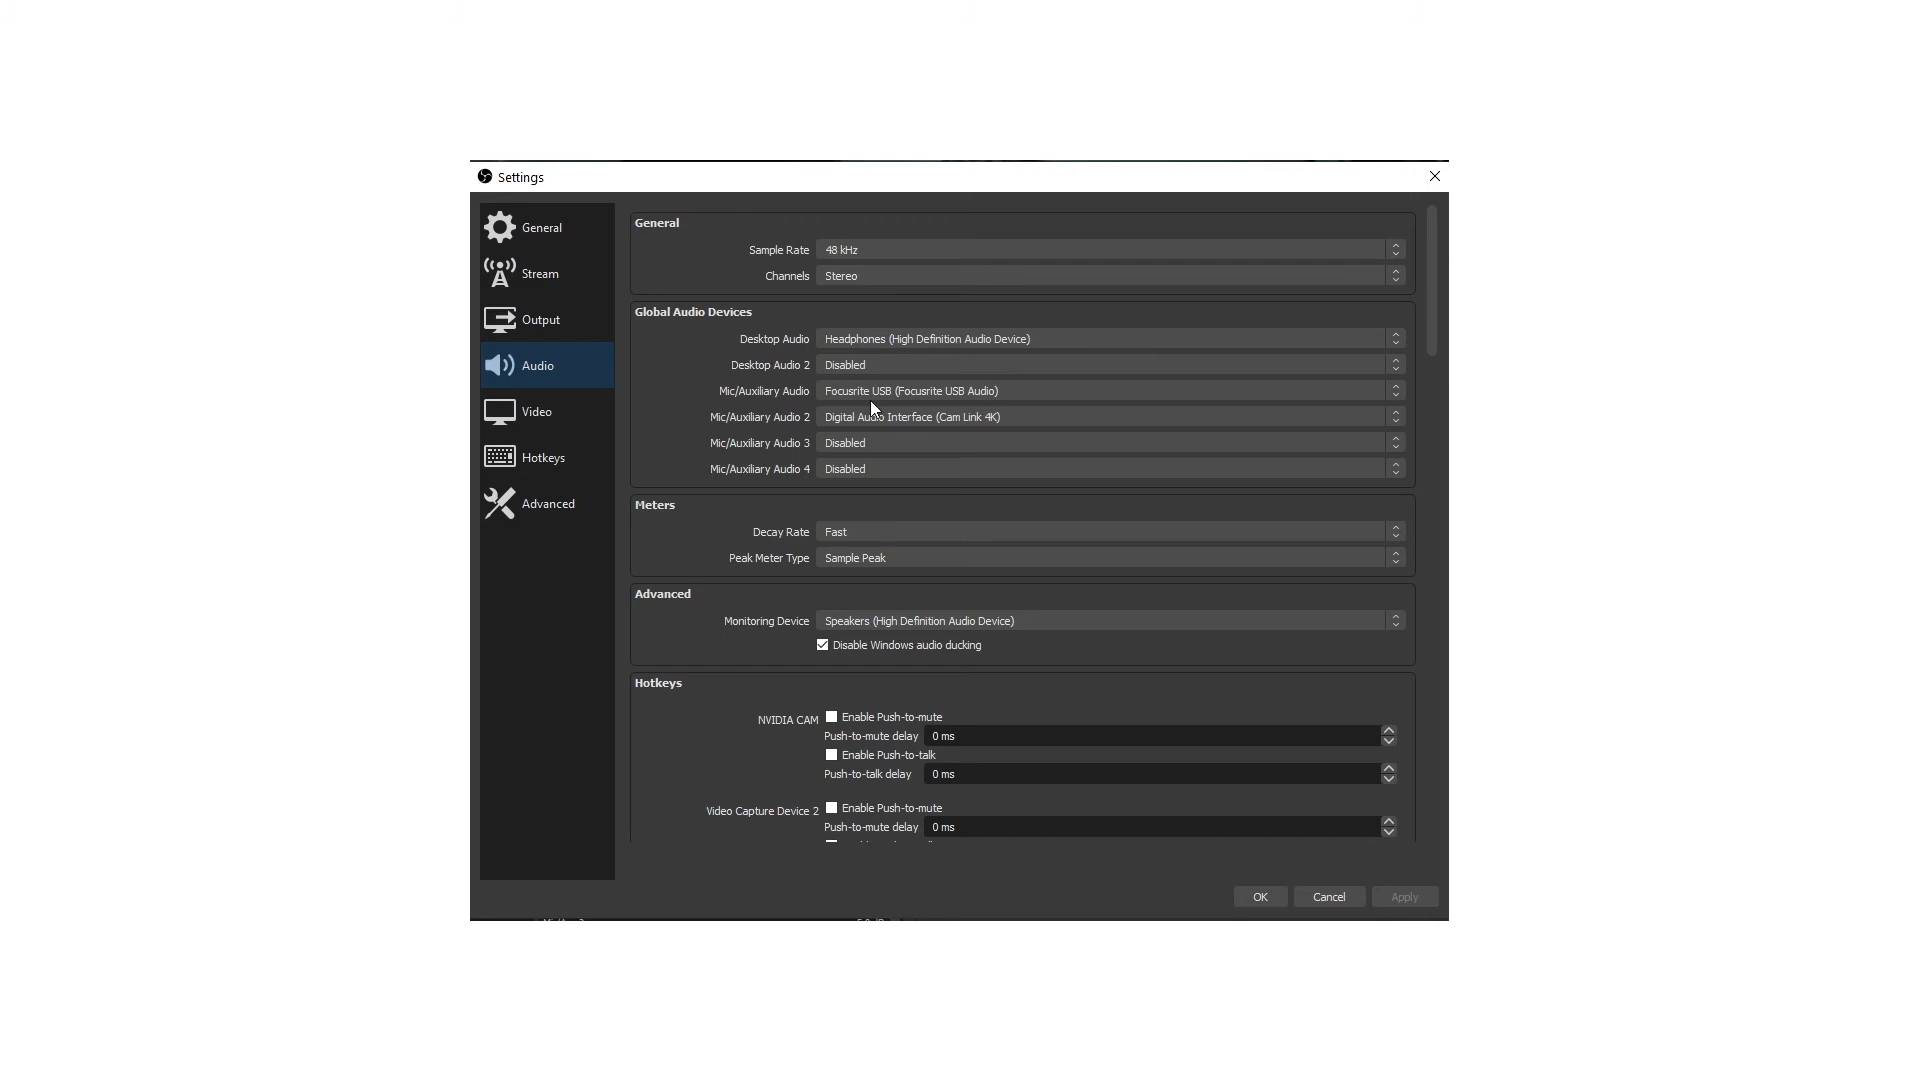 Settings
General
Stream
Output
Audio
Video
Hotkeys
Advanced
General
Sample Rate 48 kHz
Channels Stereo
Global Audio Devices
Desktop Audio Headphones (High Definition Audio Device)
Desktop Audio 2 Disabled
Mic/Auxiliary Audio Focusrite USB (Focusrite USB Audio)
Mic/Auxiliary Audio 2 Digital Audio Interface (Cam Link 4K)
Mic/Auxiliary Audio 3 Disabled
Mic/Auxiliary Audio 4 Disabled
Meters
Decay Rate Fast
Peak Meter Type Sample Peak
Advanced
Monitoring Device Speakers (High Definition Audio Device)
Disable Windows audio ducking
Hotkeys
NVIDIA CAM Enable Push-to-mute
Push-to-mute delay 0 ms
Enable Push-to-talk
Push-to-talk delay 0 ms
Video Capture Device 2 Enable Push-to-mute
Push-to-mute delay 0 ms
OK Cancel Apply